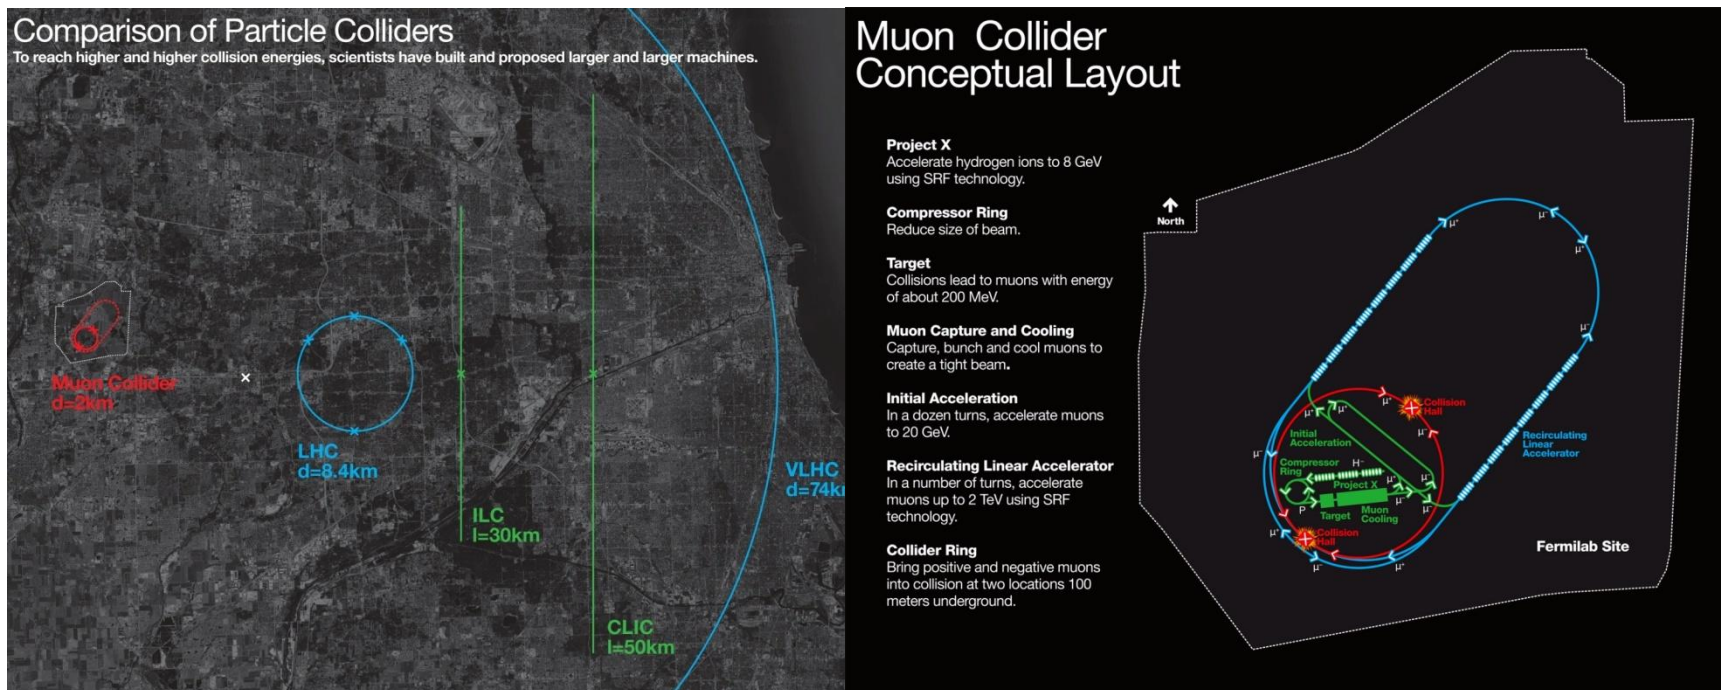 Comparison of Particle Colliders
To reach higher and higher collision energies, scientists have built and proposed larger and larger machines.
Muon Collider
d=2km
LHC
d=8.4km
ILC
l=30km
CLIC
l=50km
VLHC
d=74k
Muon Collider
Conceptual Layout
Project X
Accelerate hydrogen ions to 8 GeV
using SRF technology.
Compressor Ring
Reduce size of beam.
Target
Collisions lead to muons with energy
of about 200 MeV.
Muon Capture and Cooling
Capture, bunch and cool muons to
create a tight beam.
Initial Acceleration
In a dozen turns, accelerate muons
to 20 GeV.
Recirculating Linear Accelerator
In a number of turns, accelerate
muons up to 2 TeV using SRF
technology.
Collider Ring
Bring positive and negative muons
into collision at two locations 100
meters underground.
North
μ⁺
μ⁻
μ⁺
μ⁻
μ⁺
Collision
Hall
μ⁺
μ⁺
μ⁻
Initial
Acceleration
Recirculating
Linear
Accelerator
μ⁻
Compressor
Ring
H⁻
Project X
μ⁺
μ⁻
μ⁻
P
Target
Muon
Cooling
μ⁻
μ⁺
Collision
Hall
μ⁻
μ⁺
Fermilab Site